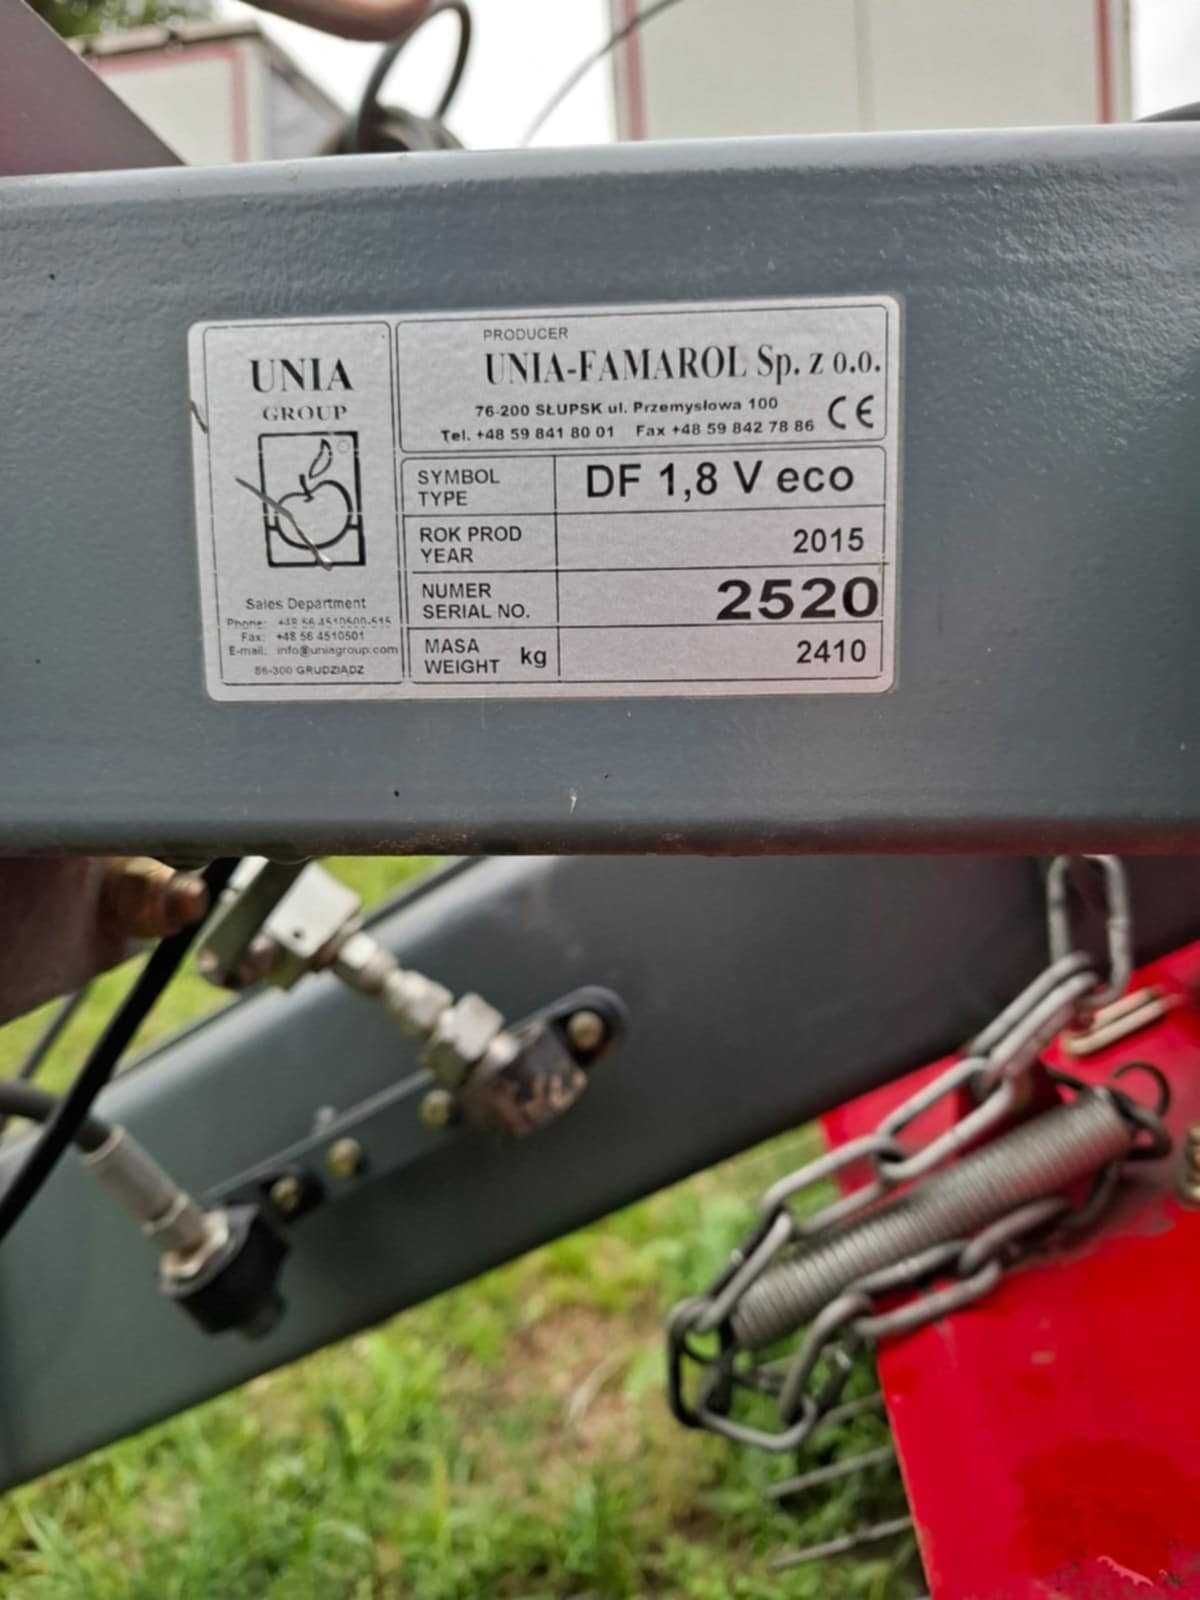 UNIA
GROUP
Sales Department
Phone: +48 56 4510500-515
Fax: +48 56 4510501
E-mail: info@uniagroup.com
86-300 GRUDZIĄDZ
PRODUCER
UNIA-FAMAROL Sp. z o.o.
76-200 SŁUPSK ul. Przemysłowa 100
Tel. +48 59 841 80 01 Fax +48 59 842 78 86
CE
SYMBOL
TYPE
DF 1,8 V eco
ROK PROD
YEAR
2015
NUMER
SERIAL NO.
2520
MASA
WEIGHT kg
2410